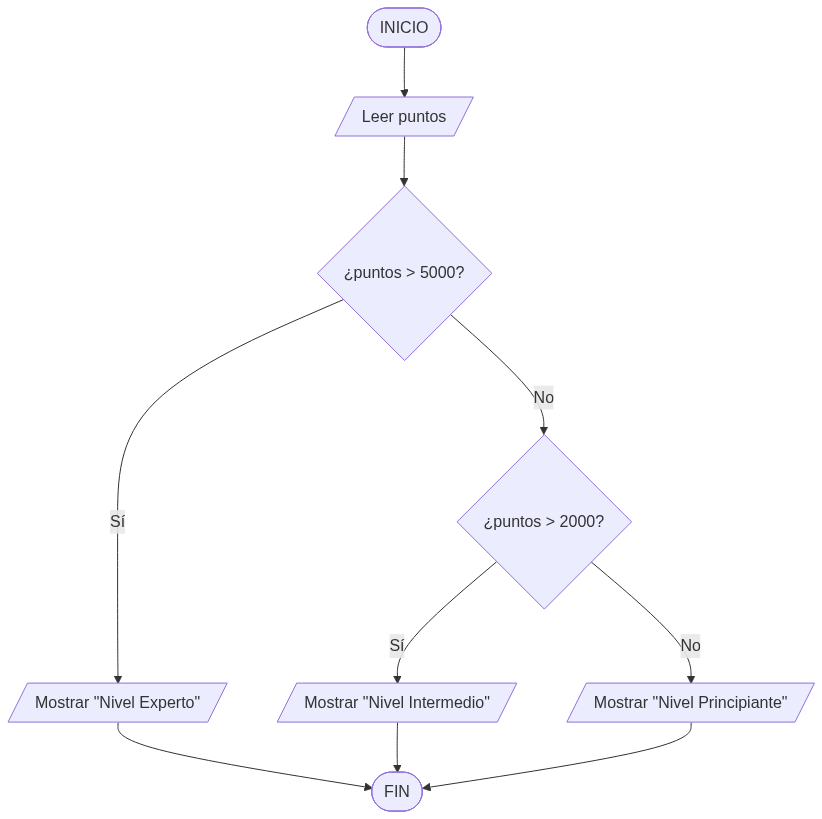 INICIO
Leer puntos
¿puntos > 5000?
No
¿puntos > 2000?
Sí
Sí
No
Mostrar "Nivel Experto"
Mostrar "Nivel Intermedio"
Mostrar "Nivel Principiante"
FIN